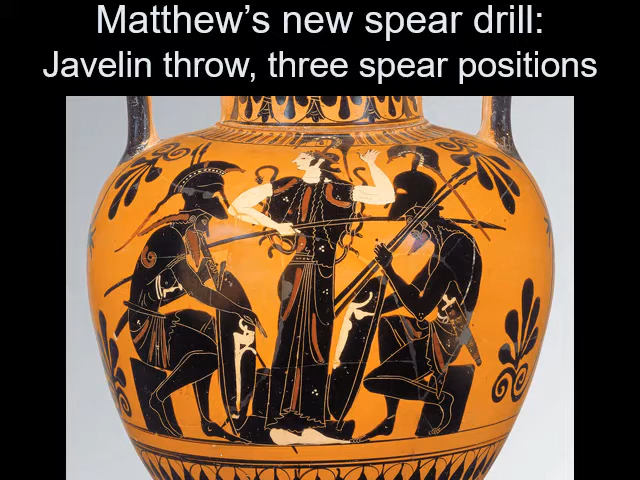 Matthew’s new spear drill:
Javelin throw, three spear positions